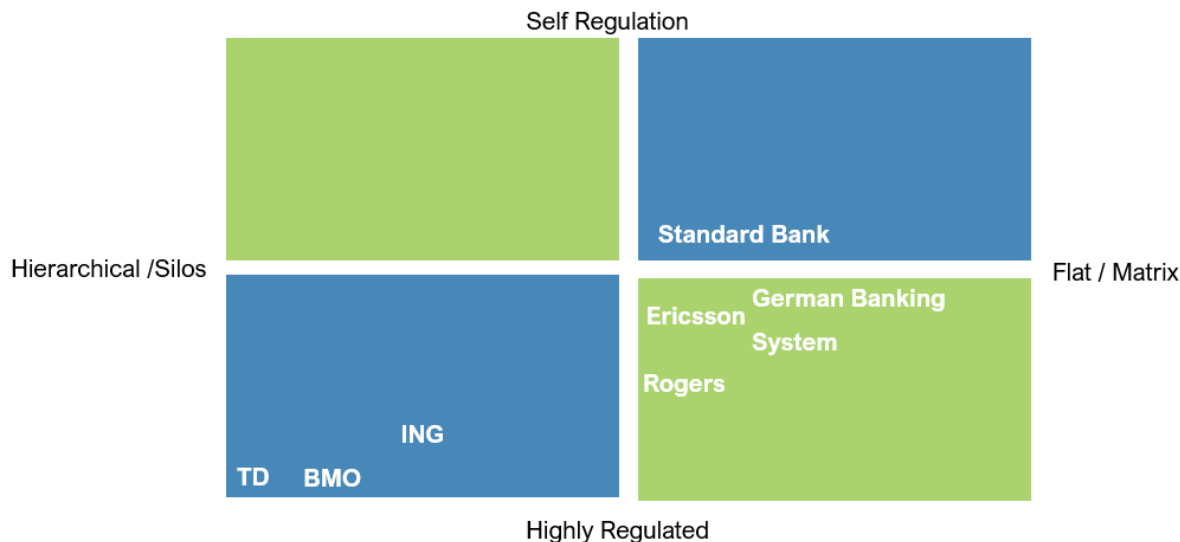 Self Regulation
Standard Bank
Hierarchical /Silos
Flat / Matrix
German Banking
System
Ericsson
Rogers
ING
TD
BMO
Highly Regulated